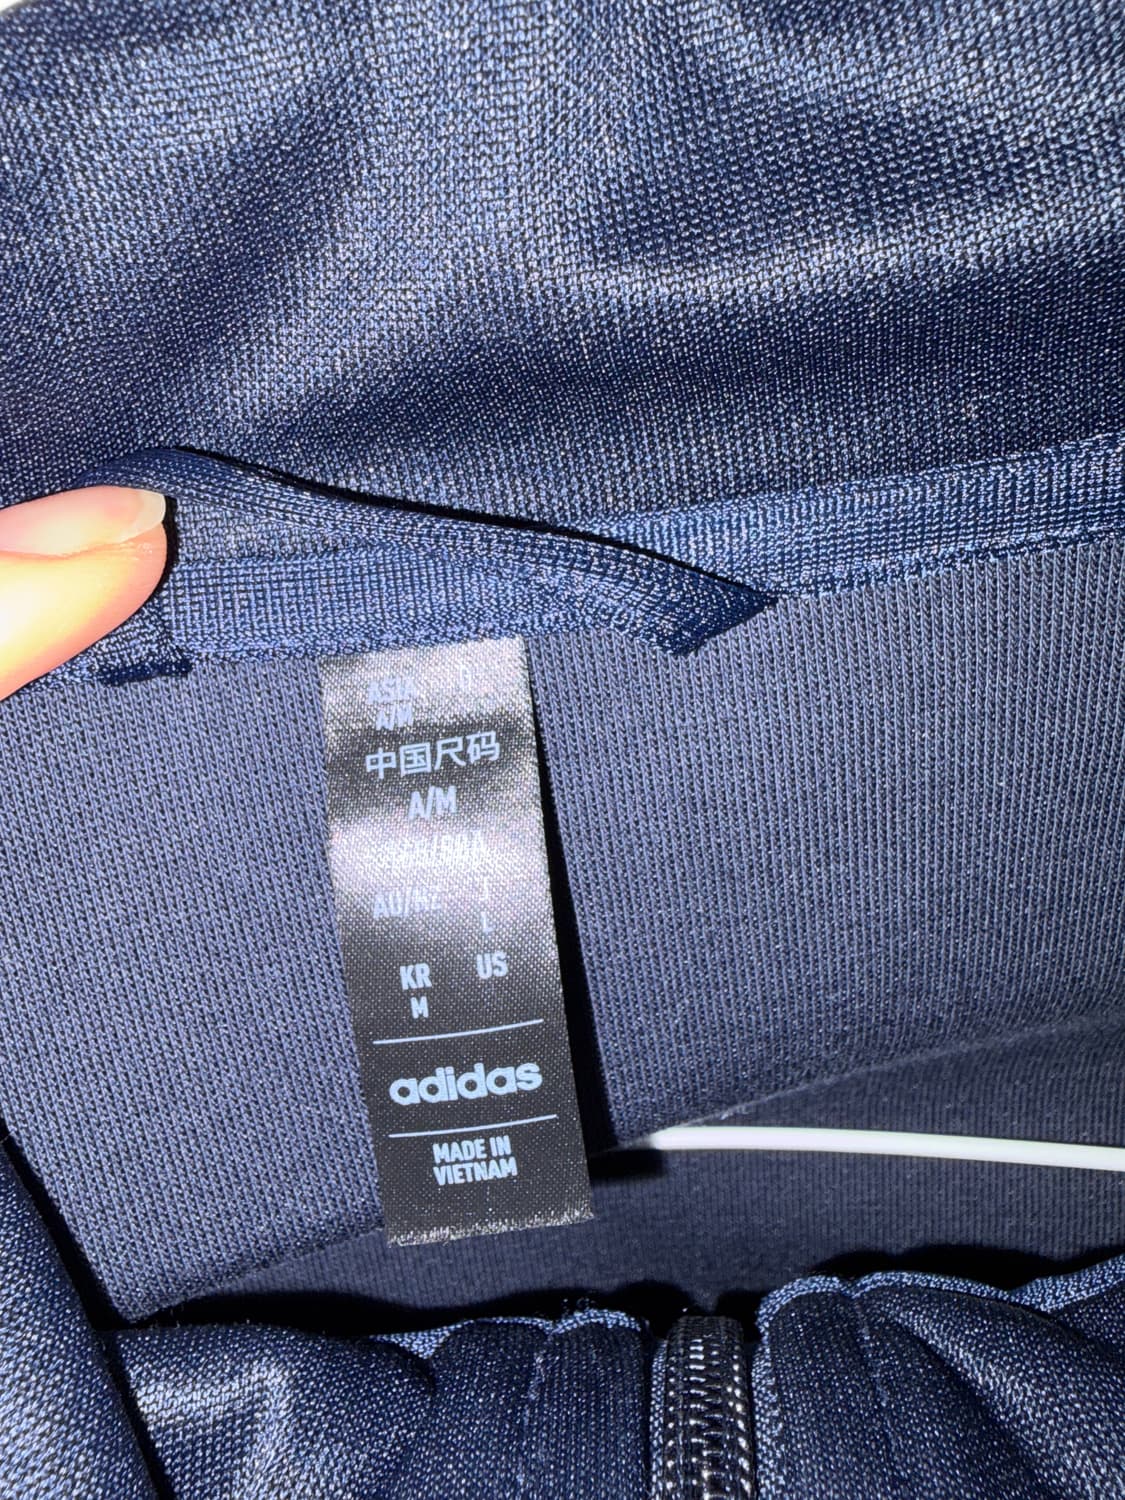 ASIA
A/M
中国尺码
A/M
AU/NZ
L
KR US
M
adidas
MADE IN
VIETNAM